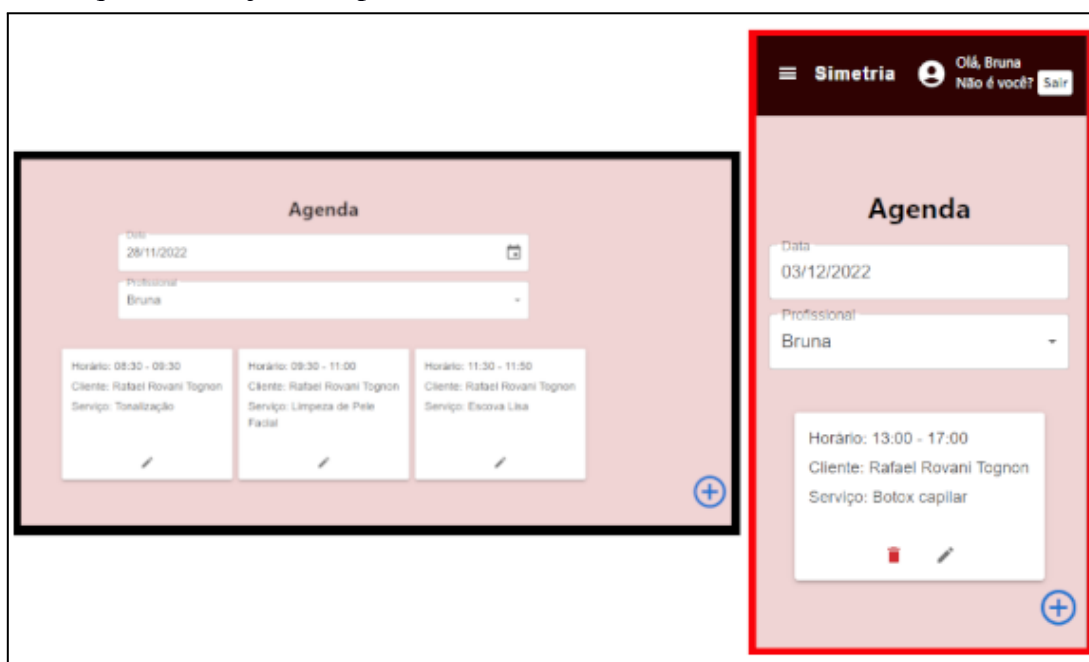 Agenda
Data
28/11/2022
Profissional
Bruna
Horário: 08:30 - 09:30
Cliente: Rafael Rovani Tognon
Serviço: Tonalização
Horário: 09:30 - 11:00
Cliente: Rafael Rovani Tognon
Serviço: Limpeza de Pele
Facial
Horário: 11:30 - 11:50
Cliente: Rafael Rovani Tognon
Serviço: Escova Lisa
Simetria
Olá, Bruna
Não é você? Sair
Agenda
Data
03/12/2022
Profissional
Bruna
Horário: 13:00 - 17:00
Cliente: Rafael Rovani Tognon
Serviço: Botox capilar